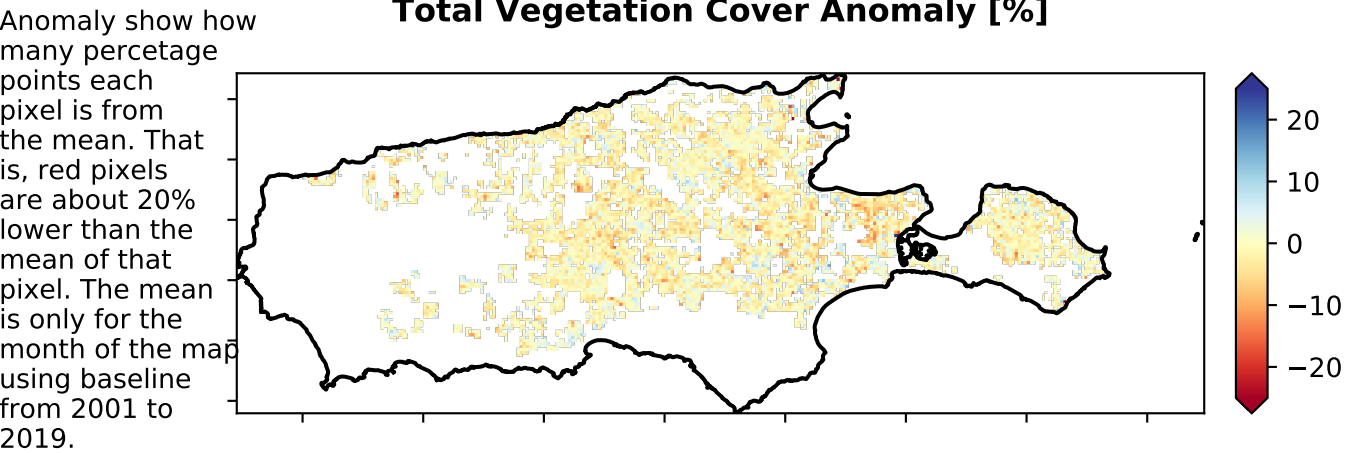 Total Vegetation Cover Anomaly [%]
Anomaly show how
many percetage
points each
pixel is from
the mean. That
is, red pixels
are about 20%
lower than the
mean of that
pixel. The mean
is only for the
month of the map
using baseline
from 2001 to
2019.
20
10
0
−10
−20